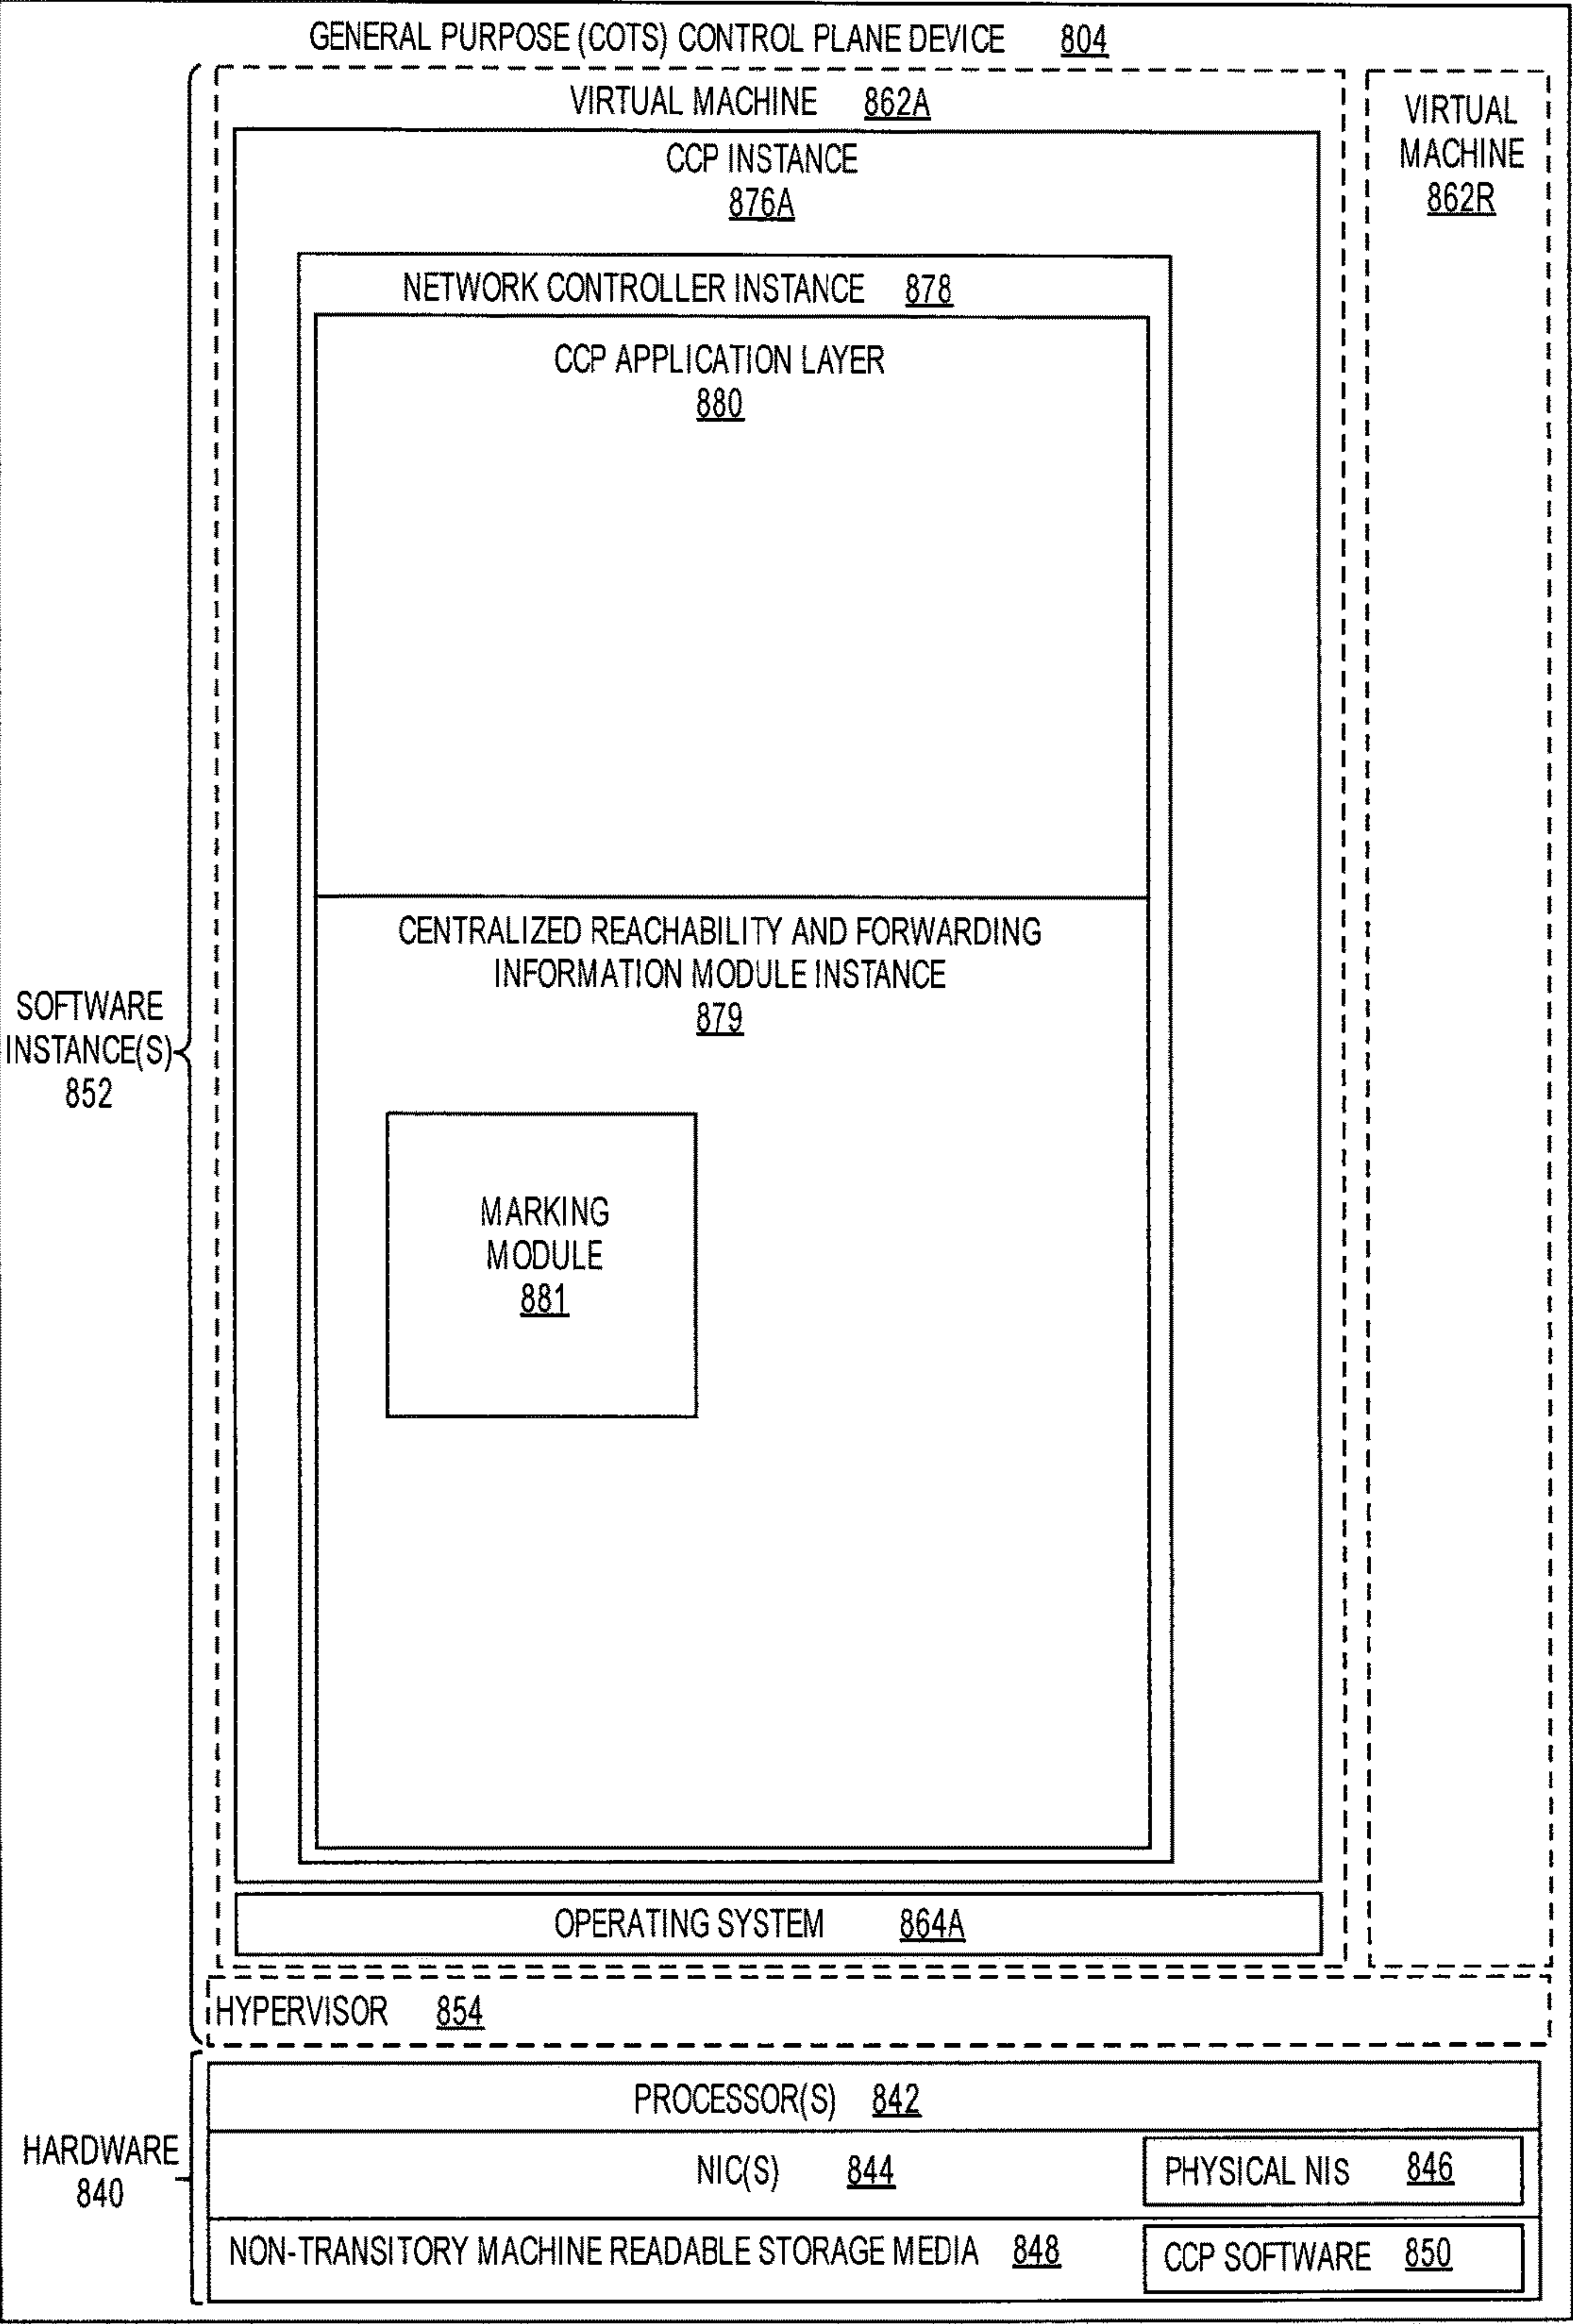 GENERAL PURPOSE (COTS) CONTROL PLANE DEVICE 804
VIRTUAL MACHINE 862A
CCP INSTANCE
876A
NETWORK CONTROLLER INSTANCE 878
CCP APPLICATION LAYER
880
CENTRALIZED REACHABILITY AND FORWARDING
INFORMATION MODULE INSTANCE
879
MARKING
MODULE
881
OPERATING SYSTEM 864A
VIRTUAL
MACHINE
862R
SOFTWARE
INSTANCE(S)
852
HYPERVISOR 854
HARDWARE
840
PROCESSOR(S) 842
NIC(S) 844
PHYSICAL NIS 846
NON-TRANSITORY MACHINE READABLE STORAGE MEDIA 848
CCP SOFTWARE 850